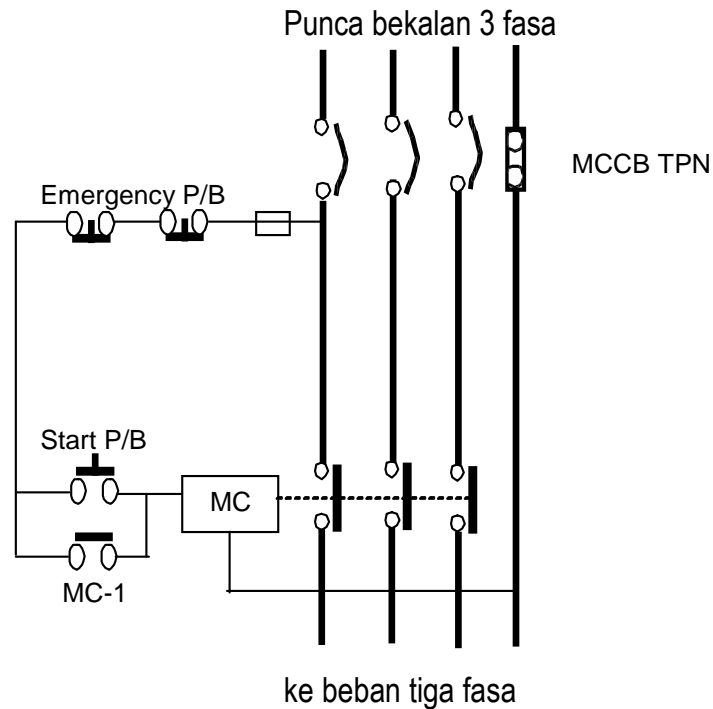 Punca bekalan 3 fasa
MCCB TPN
Emergency P/B
Start P/B
MC
MC-1
ke beban tiga fasa